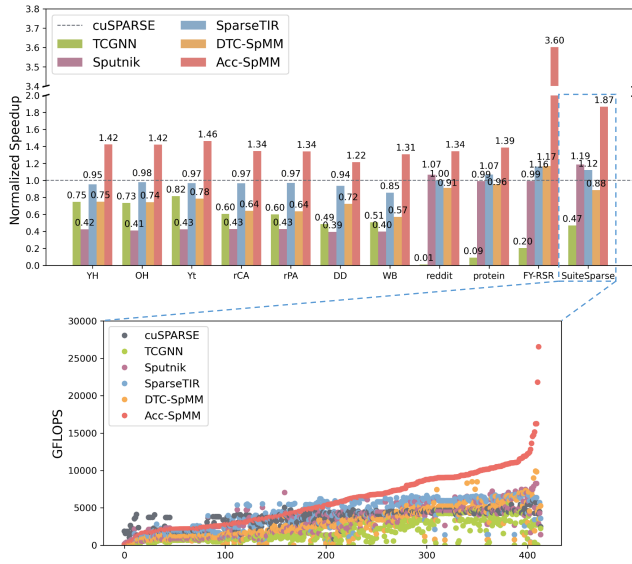 3.8
3.6
3.4
2.0
1.8
1.6
1.4
1.2
1.0
0.8
0.6
0.4
0.2
0.0
Normalized Speedup
cuSPARSE
TCGNN
Sputnik
SparseTIR
DTC-SpMM
Acc-SpMM
0.75 0.42 0.95 0.75 1.42
0.73 0.41 0.98 0.74 1.42
0.82 0.43 0.97 0.78 1.46
0.60 0.43 0.97 0.64 1.34
0.60 0.43 0.97 0.64 1.34
0.49 0.39 0.94 0.72 1.22
0.51 0.40 0.85 0.57 1.31
0.01 1.07 1.00 0.91 1.34
0.09 0.99 1.07 0.96 1.39
0.20 0.99 1.16 1.17 3.60
0.47 1.19 1.12 0.88 1.87
YH OH Yt rCA rPA DD WB reddit protein FY-RSR SuiteSparse
30000
25000
20000
15000
10000
5000
0
GFLOPS
cuSPARSE
TCGNN
Sputnik
SparseTIR
DTC-SpMM
Acc-SpMM
0 100 200 300 400